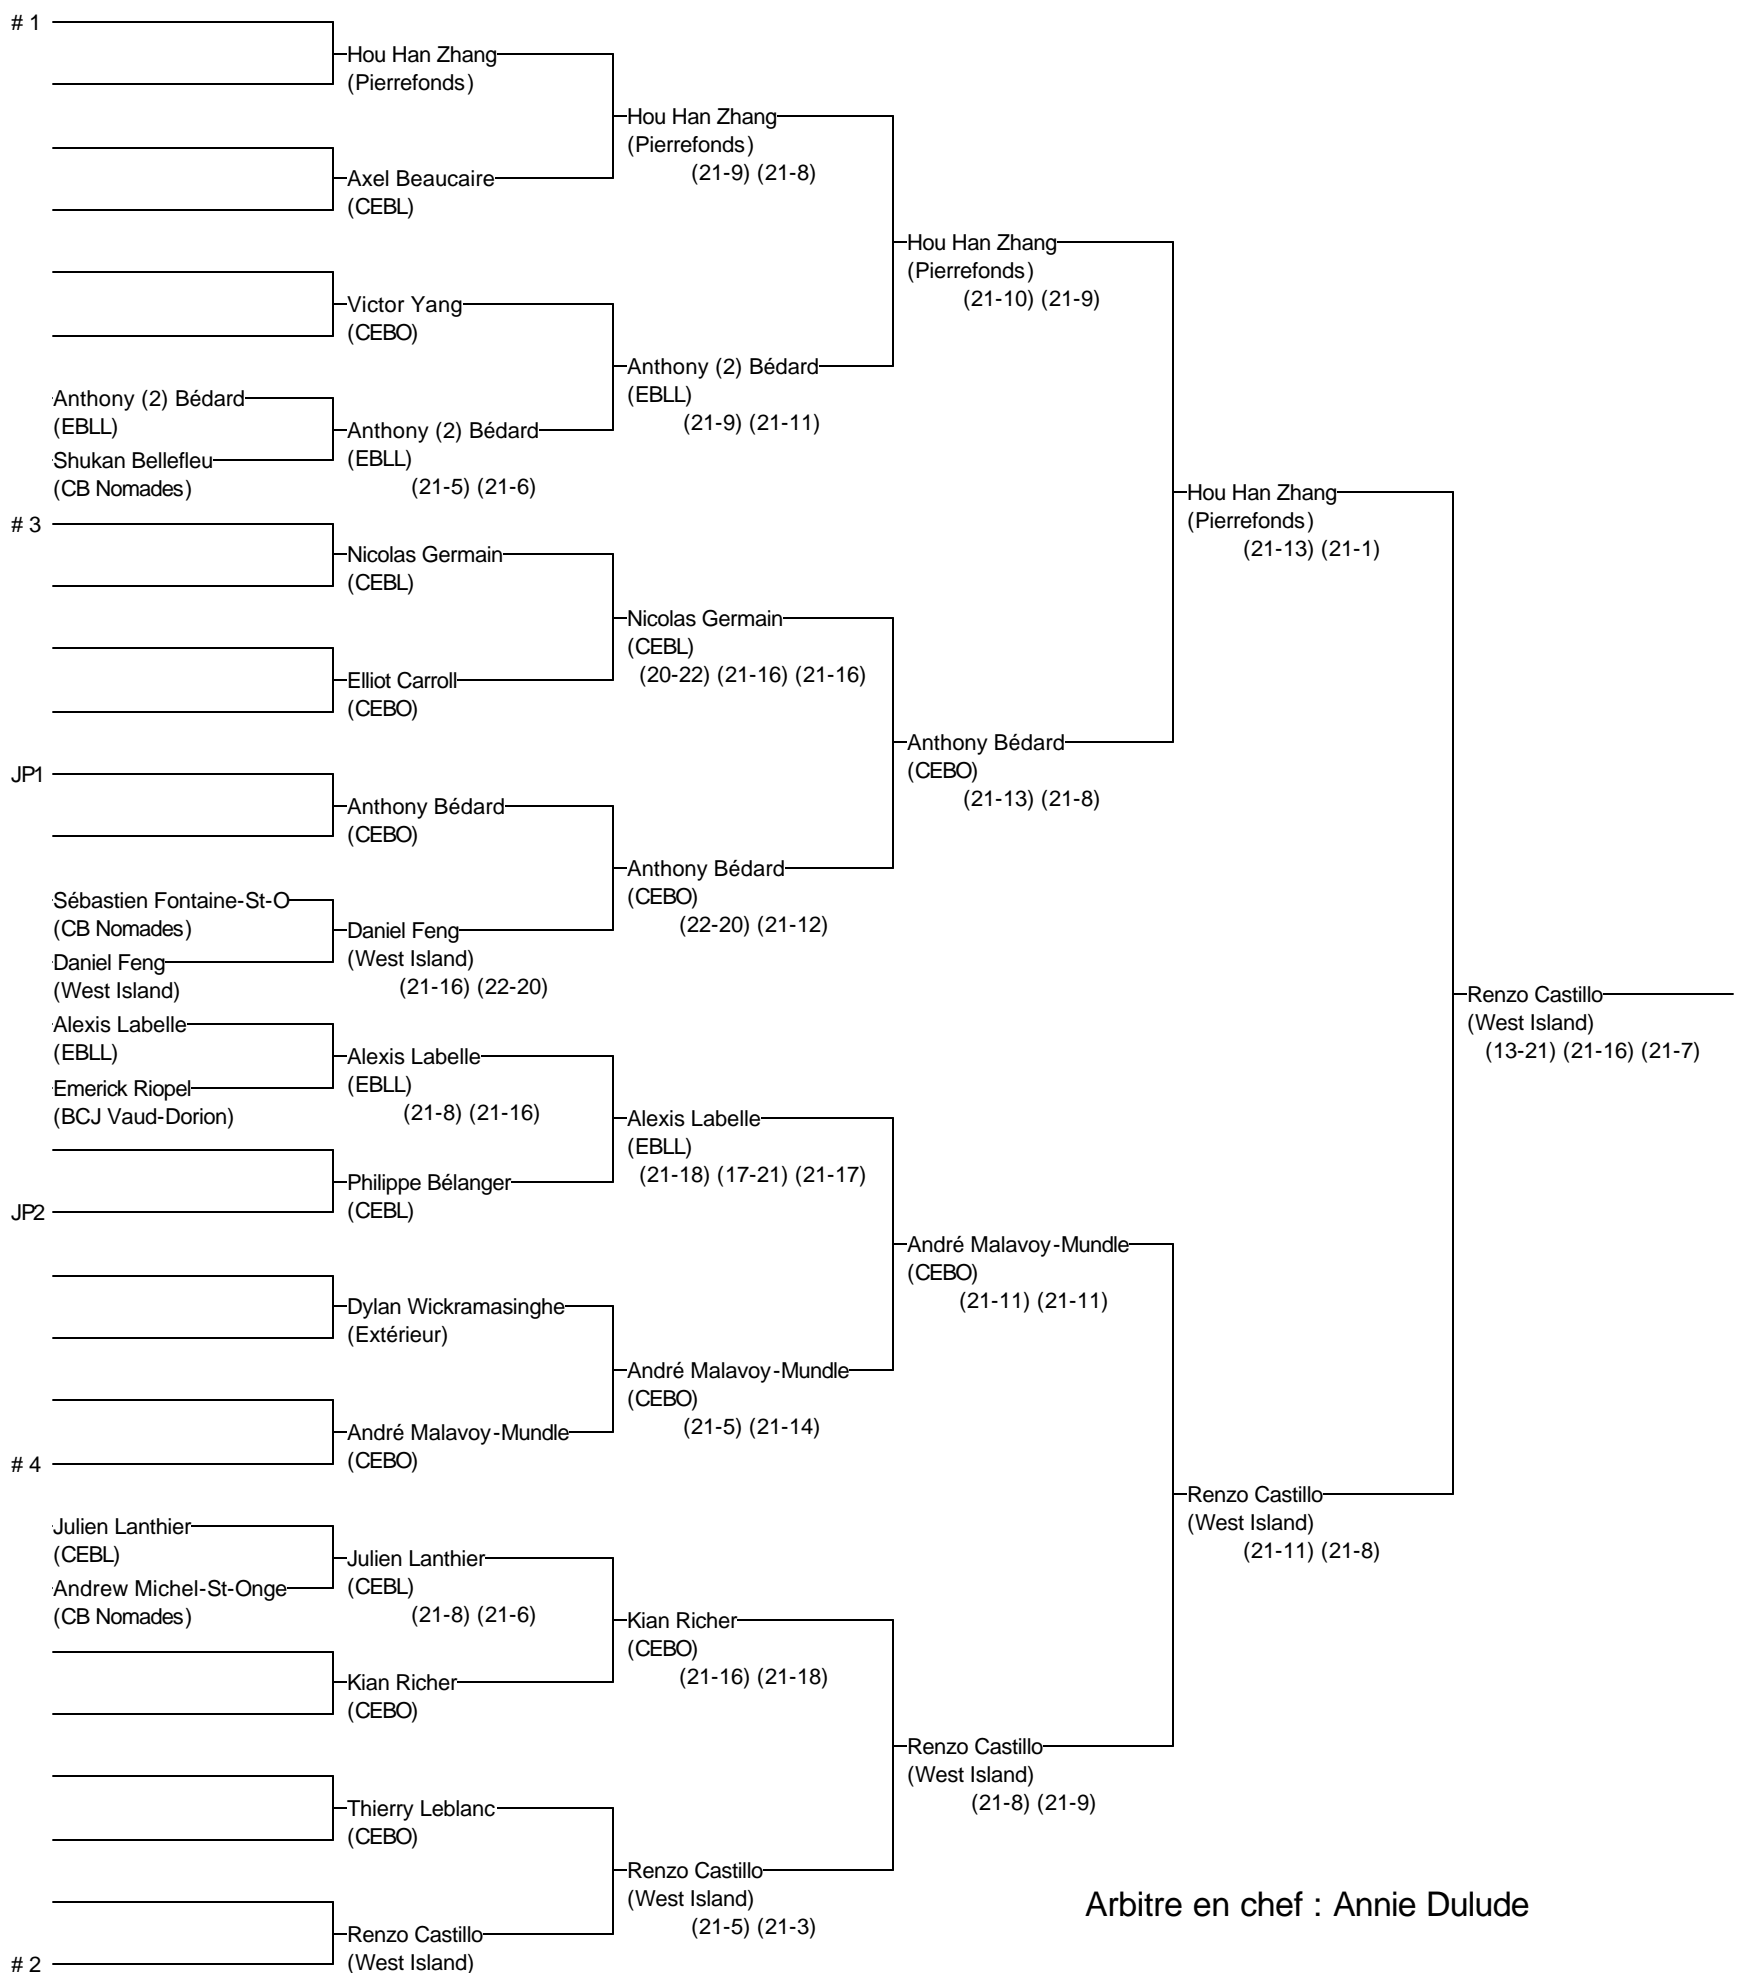 # 1
Hou Han Zhang
(Pierrefonds)
Hou Han Zhang
(Pierrefonds)
(21-9) (21-8)
Axel Beaucaire
(CEBL)
Hou Han Zhang
(Pierrefonds)
(21-10) (21-9)
Victor Yang
(CEBO)
Anthony (2) Bédard
(EBLL)
(21-9) (21-11)
Anthony (2) Bédard
(EBLL)
Anthony (2) Bédard
(EBLL)
(21-5) (21-6)
Shukan Bellefleu
(CB Nomades)
Hou Han Zhang
(Pierrefonds)
(21-13) (21-1)
# 3
Nicolas Germain
(CEBL)
Nicolas Germain
(CEBL)
(20-22) (21-16) (21-16)
Elliot Carroll
(CEBO)
Anthony Bédard
(CEBO)
(21-13) (21-8)
JP1
Anthony Bédard
(CEBO)
Anthony Bédard
(CEBO)
(22-20) (21-12)
Sébastien Fontaine-St-O
(CB Nomades)
Daniel Feng
(West Island)
(21-16) (22-20)
Daniel Feng
(West Island)
Renzo Castillo
(West Island)
(13-21) (21-16) (21-7)
Alexis Labelle
(EBLL)
Alexis Labelle
(EBLL)
(21-8) (21-16)
Emerick Riopel
(BCJ Vaud-Dorion)
Alexis Labelle
(EBLL)
(21-18) (17-21) (21-17)
Philippe Bélanger
(CEBL)
JP2
André Malavoy-Mundle
(CEBO)
(21-11) (21-11)
Dylan Wickramasinghe
(Extérieur)
André Malavoy-Mundle
(CEBO)
(21-5) (21-14)
André Malavoy-Mundle
(CEBO)
# 4
Renzo Castillo
(West Island)
(21-11) (21-8)
Julien Lanthier
(CEBL)
Julien Lanthier
(CEBL)
(21-8) (21-6)
Andrew Michel-St-Onge
(CB Nomades)
Kian Richer
(CEBO)
(21-16) (21-18)
Kian Richer
(CEBO)
Renzo Castillo
(West Island)
(21-8) (21-9)
Thierry Leblanc
(CEBO)
Renzo Castillo
(West Island)
(21-5) (21-3)
Arbitre en chef : Annie Dulude
Renzo Castillo
(West Island)
# 2